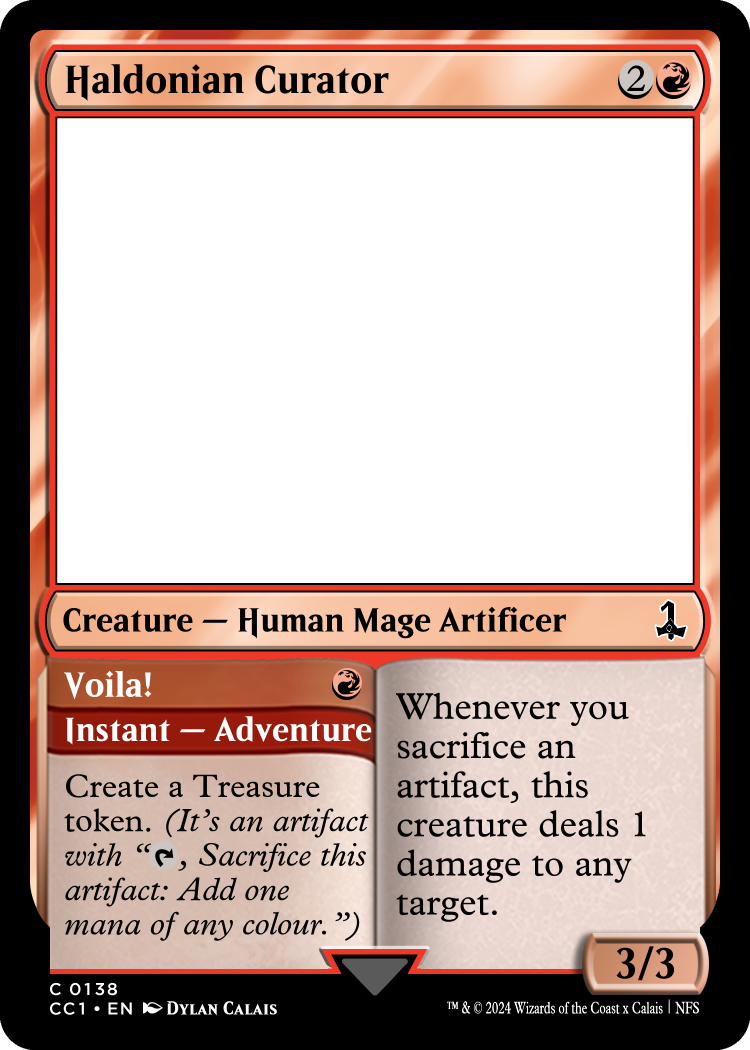 Haldonian Curator 2
Creature — Human Mage Artificer
Voila!
Instant — Adventure
Create a Treasure
token. (It's an artifact
with “, Sacrifice this
artifact: Add one
mana of any colour.”)
Whenever you
sacrifice an
artifact, this
creature deals 1
damage to any
target.
3/3
C 0138
CC1 • EN DYLAN CALAIS
™ & © 2024 Wizards of the Coast x Calais | NFS